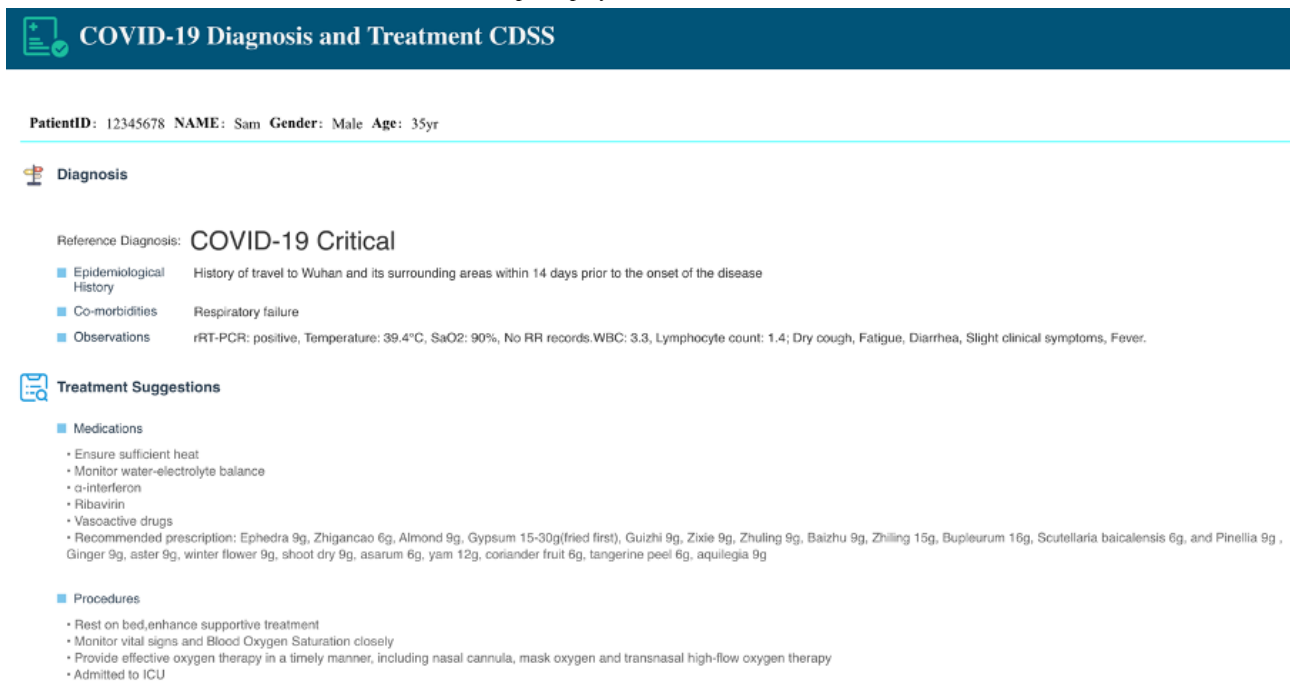 COVID-19 Diagnosis and Treatment CDSS
PatientID: 12345678 NAME: Sam Gender: Male Age: 35yr
Diagnosis
Reference Diagnosis: COVID-19 Critical
Epidemiological History History of travel to Wuhan and its surrounding areas within 14 days prior to the onset of the disease
Co-morbidities Respiratory failure
Observations rRT-PCR: positive, Temperature: 39.4°C, SaO2: 90%, No RR records.WBC: 3.3, Lymphocyte count: 1.4; Dry cough, Fatigue, Diarrhea, Slight clinical symptoms, Fever.
Treatment Suggestions
Medications
• Ensure sufficient heat
• Monitor water-electrolyte balance
• α-interferon
• Ribavirin
• Vasoactive drugs
• Recommended prescription: Ephedra 9g, Zhigancao 6g, Almond 9g, Gypsum 15-30g(fried first), Guizhi 9g, Zixie 9g, Zhuling 9g, Baizhu 9g, Zhiling 15g, Bupleurum 16g, Scutellaria baicalensis 6g, and Pinellia 9g ,
Ginger 9g, aster 9g, winter flower 9g, shoot dry 9g, asarum 6g, yam 12g, coriander fruit 6g, tangerine peel 6g, aquilegia 9g
Procedures
• Rest on bed,enhance supportive treatment
• Monitor vital signs and Blood Oxygen Saturation closely
• Provide effective oxygen therapy in a timely manner, including nasal cannula, mask oxygen and transnasal high-flow oxygen therapy
• Admitted to ICU